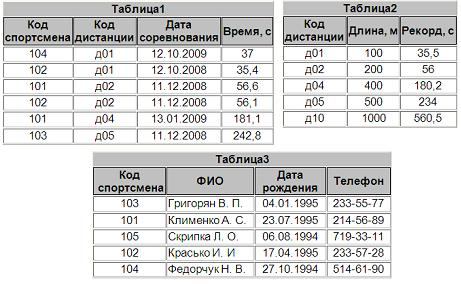 Таблица1
Код спортсмена Код дистанции Дата соревнования Время, с
104 д01 12.10.2009 37
102 д01 12.10.2009 35,4
101 д02 11.12.2008 56,6
102 д02 11.12.2008 56,1
101 д04 13.01.2009 181,1
103 д05 11.12.2008 242,8
Таблица2
Код дистанции Длина, м Рекорд, с
д01 100 35,5
д02 200 56
д04 400 180,2
д05 500 234
д10 1000 560,5
Таблица3
Код спортсмена ФИО Дата рождения Телефон
103 Григорян В. П. 04.01.1995 233-55-77
101 Клименко А. С. 23.07.1995 214-56-89
105 Скрипка Л. О. 06.08.1994 719-33-11
102 Красько И. И 17.04.1995 233-57-28
104 Федорчук Н. В. 27.10.1994 514-61-90